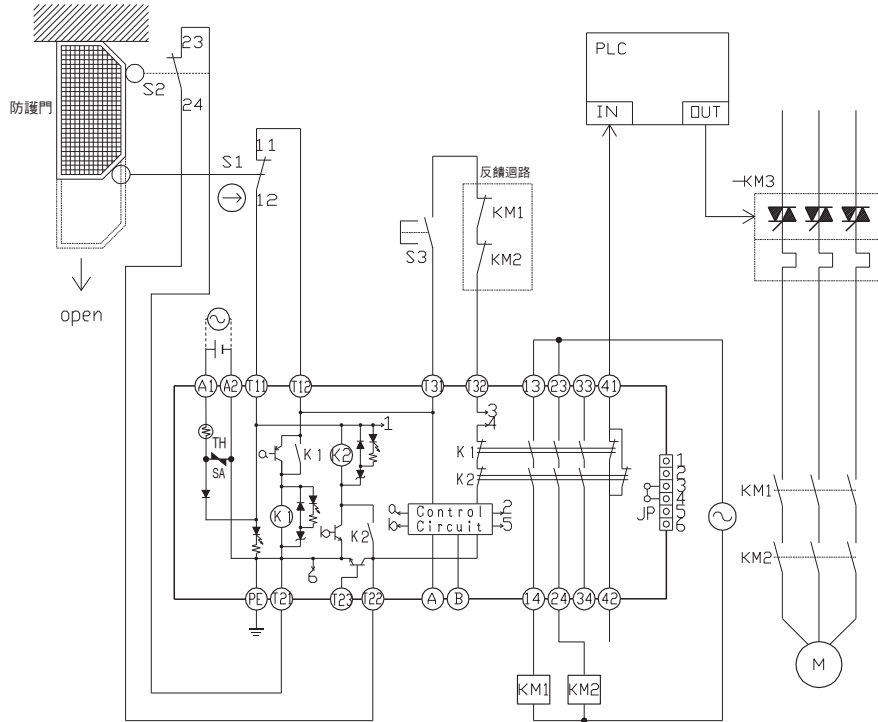 23
24
S2
防護門
S1
11
12
open
S3
反饋迴路
KM1
KM2
PLC
IN
OUT
KM3
A1
A2
T11
T12
T31
T32
13
23
33
41
TH
SA
a
K1
K2
1
3
4
K1
K1
K2
b
K2
6
a
b
Control
Circuit
2
5
JP
1
2
3
4
5
6
PE
T21
T23
T22
A
B
14
24
34
42
KM1
KM2
KM1
KM2
M